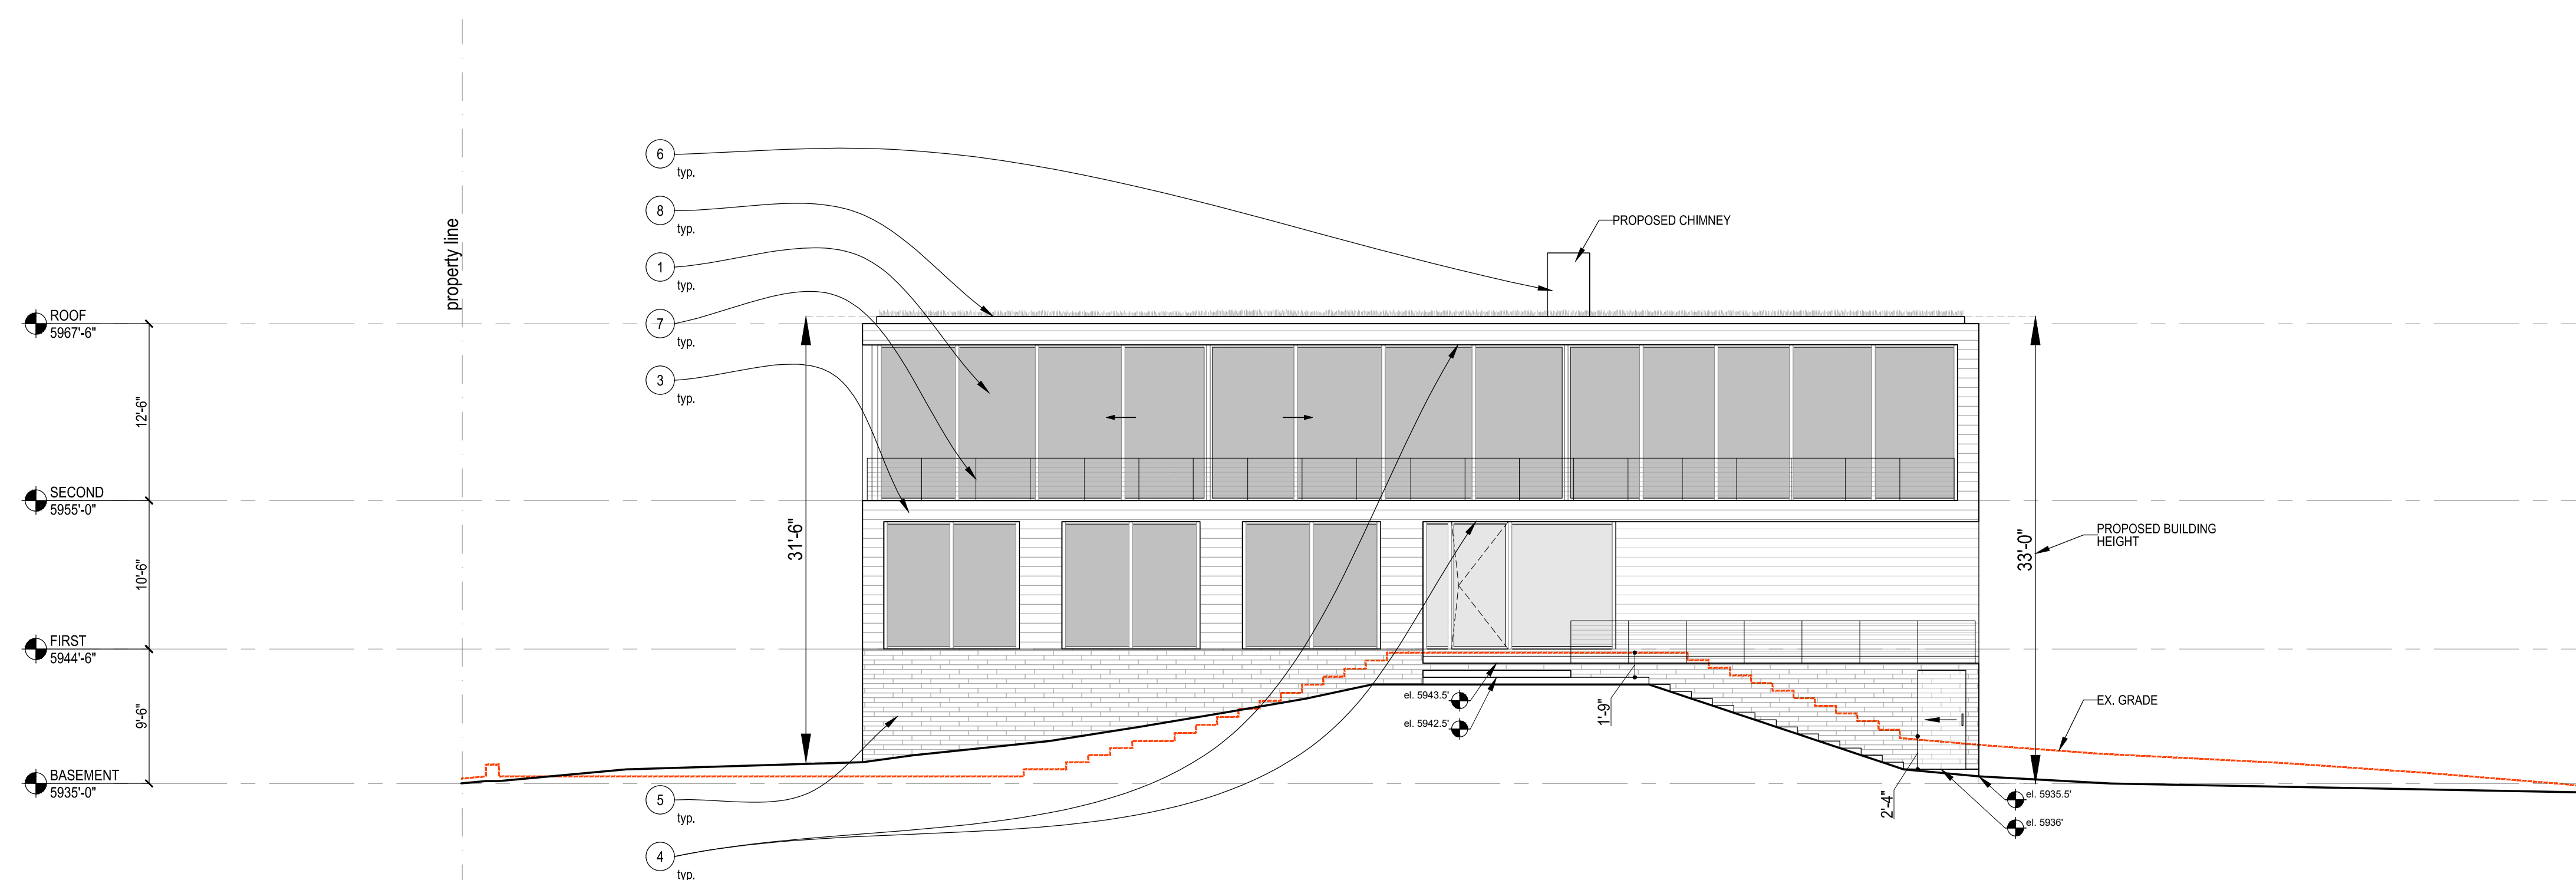 property line
ROOF
5967'-6"
12'-6"
SECOND
5955'-0"
10'-6"
FIRST
5944'-6"
9'-6"
BASEMENT
5935'-0"
6
typ.
8
typ.
1
typ.
7
typ.
3
typ.
5
typ.
4
typ.
31'-6"
PROPOSED CHIMNEY
el. 5943.5'
el. 5942.5'
1'-9"
2'-4"
33'-0"
PROPOSED BUILDING
HEIGHT
EX. GRADE
el. 5935.5'
el. 5936'